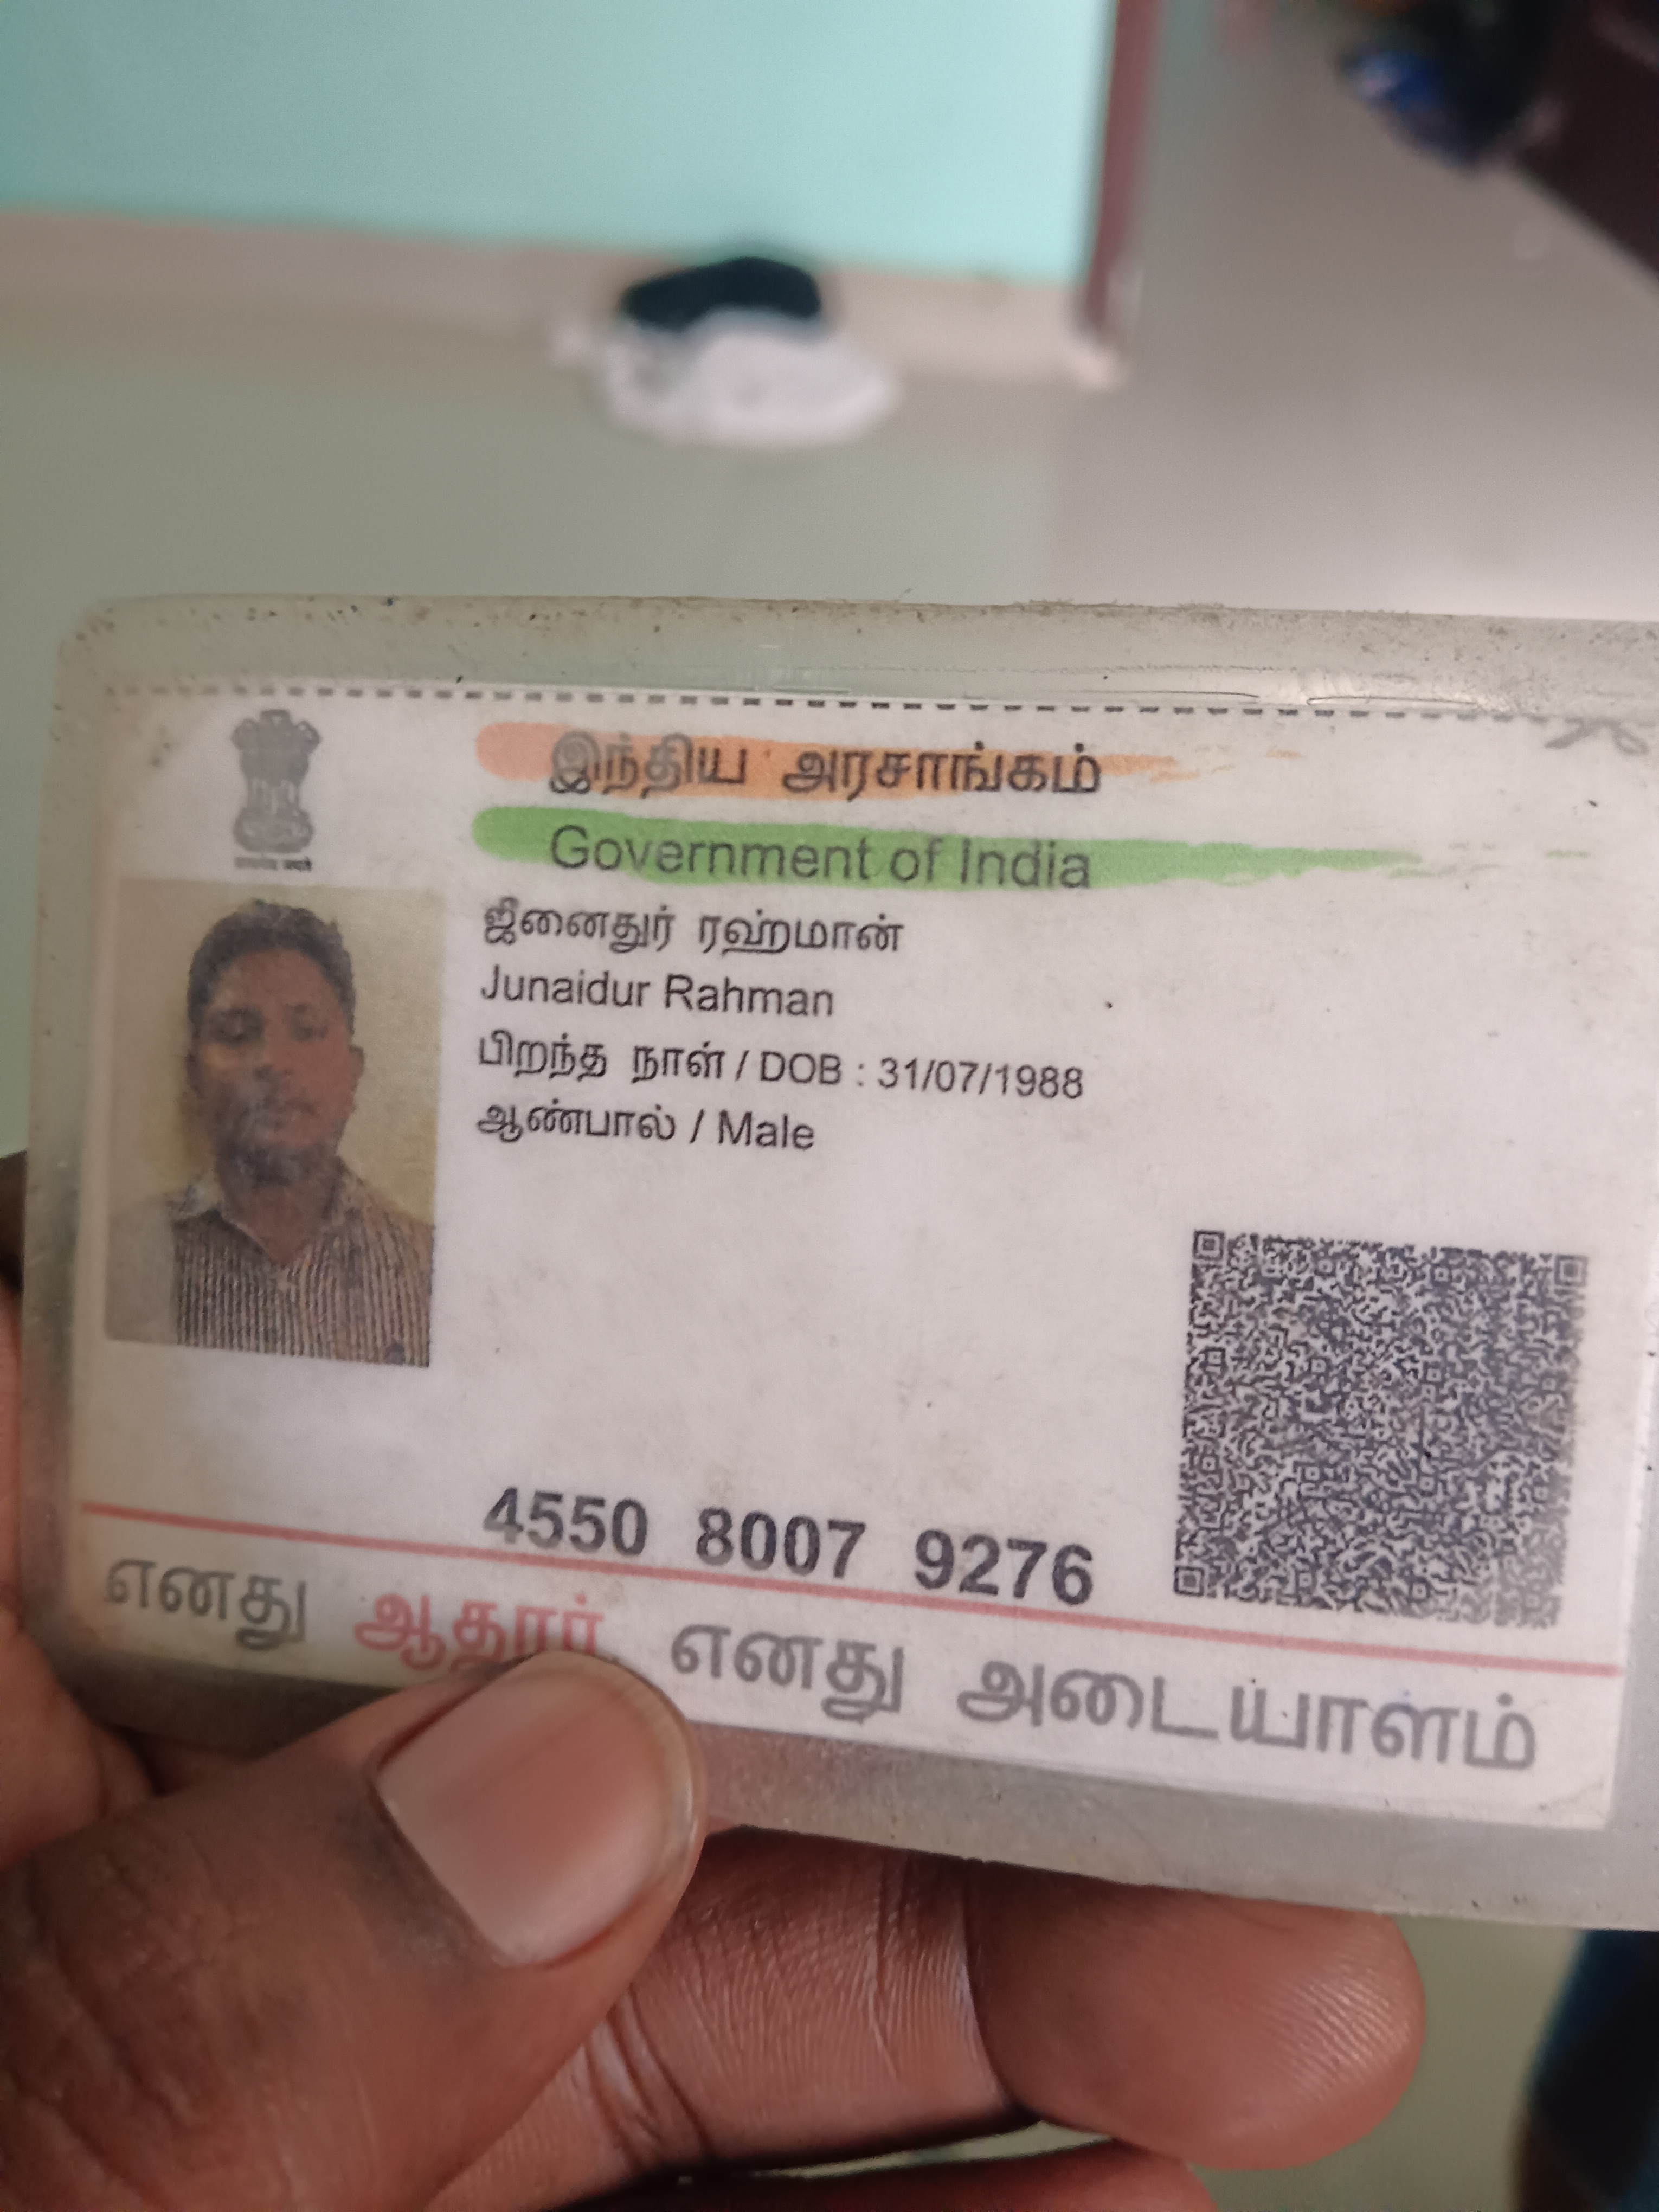 இந்திய அரசாங்கம்
Government of India
ஜீனைதுர் ரஹ்மான்
Junaidur Rahman
பிறந்த நாள் / DOB : 31/07/1988
ஆண்பால் / Male
4550 8007 9276
எனது ஆதார் எனது அடையாளம்